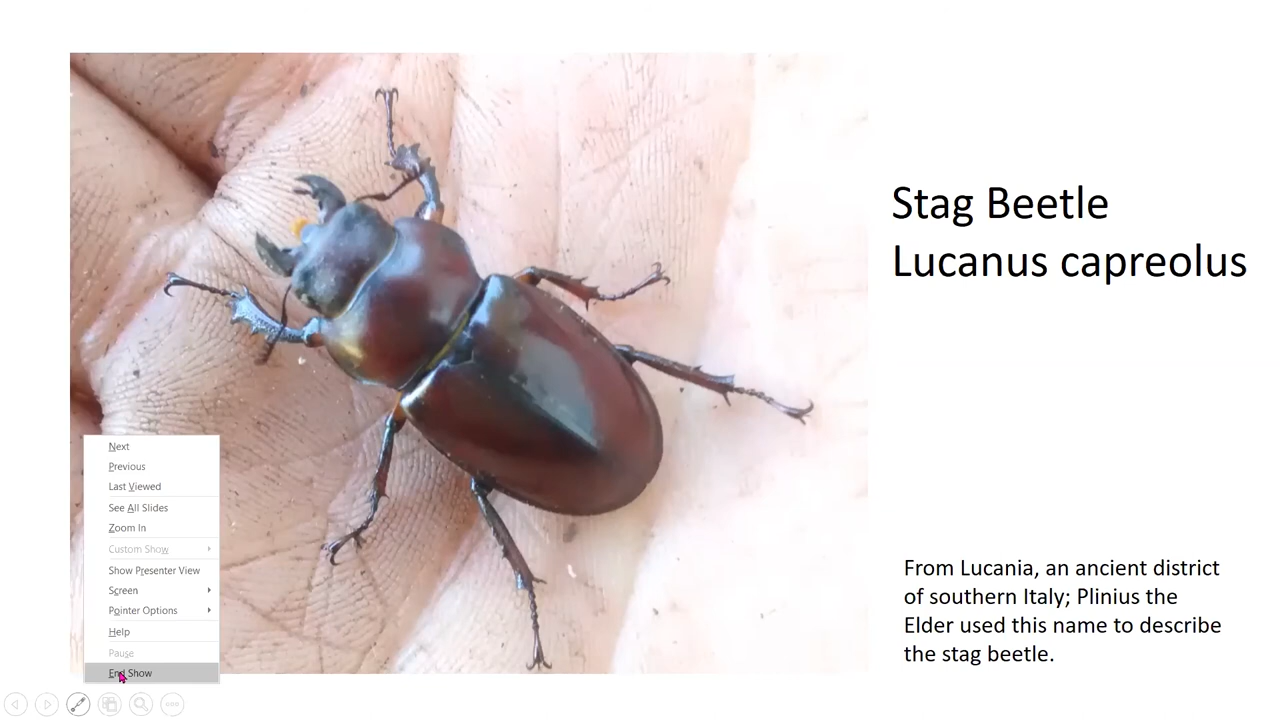 Stag Beetle
Lucanus capreolus
Next
Previous
Last Viewed
See All Slides
Zoom In
Custom Show
Show Presenter View
Screen
Pointer Options
Help
Pause
End Show
From Lucania, an ancient district
of southern Italy; Plinius the
Elder used this name to describe
the stag beetle.